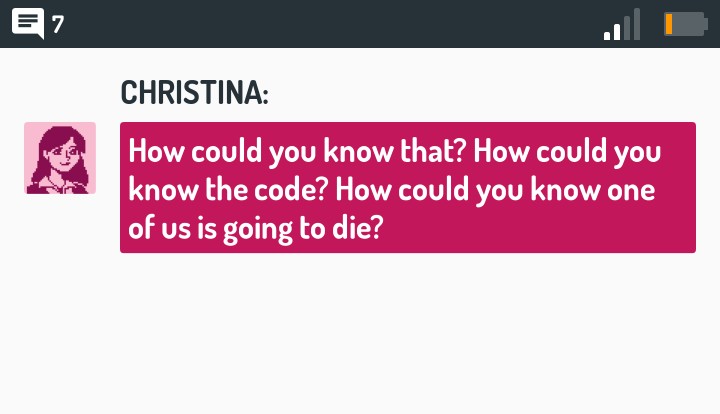 7
CHRISTINA:
How could you know that? How could you
know the code? How could you know one
of us is going to die?